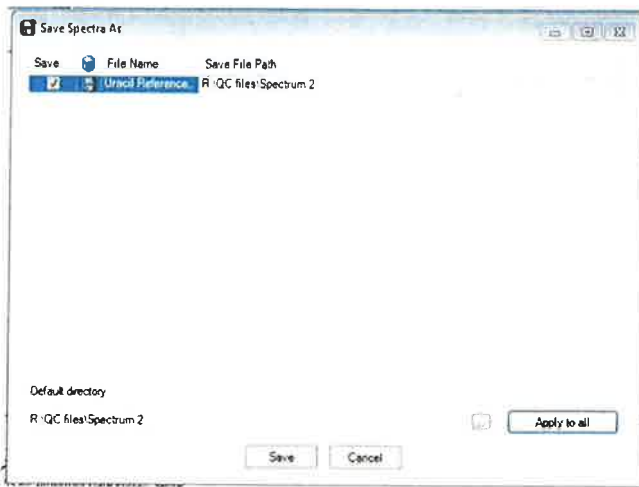 Save Spectra As
Save File Name Save File Path
Uracil Reference... R:\QC files\Spectrum 2
Default directory
R:\QC files\Spectrum 2
Apply to all
Save Cancel